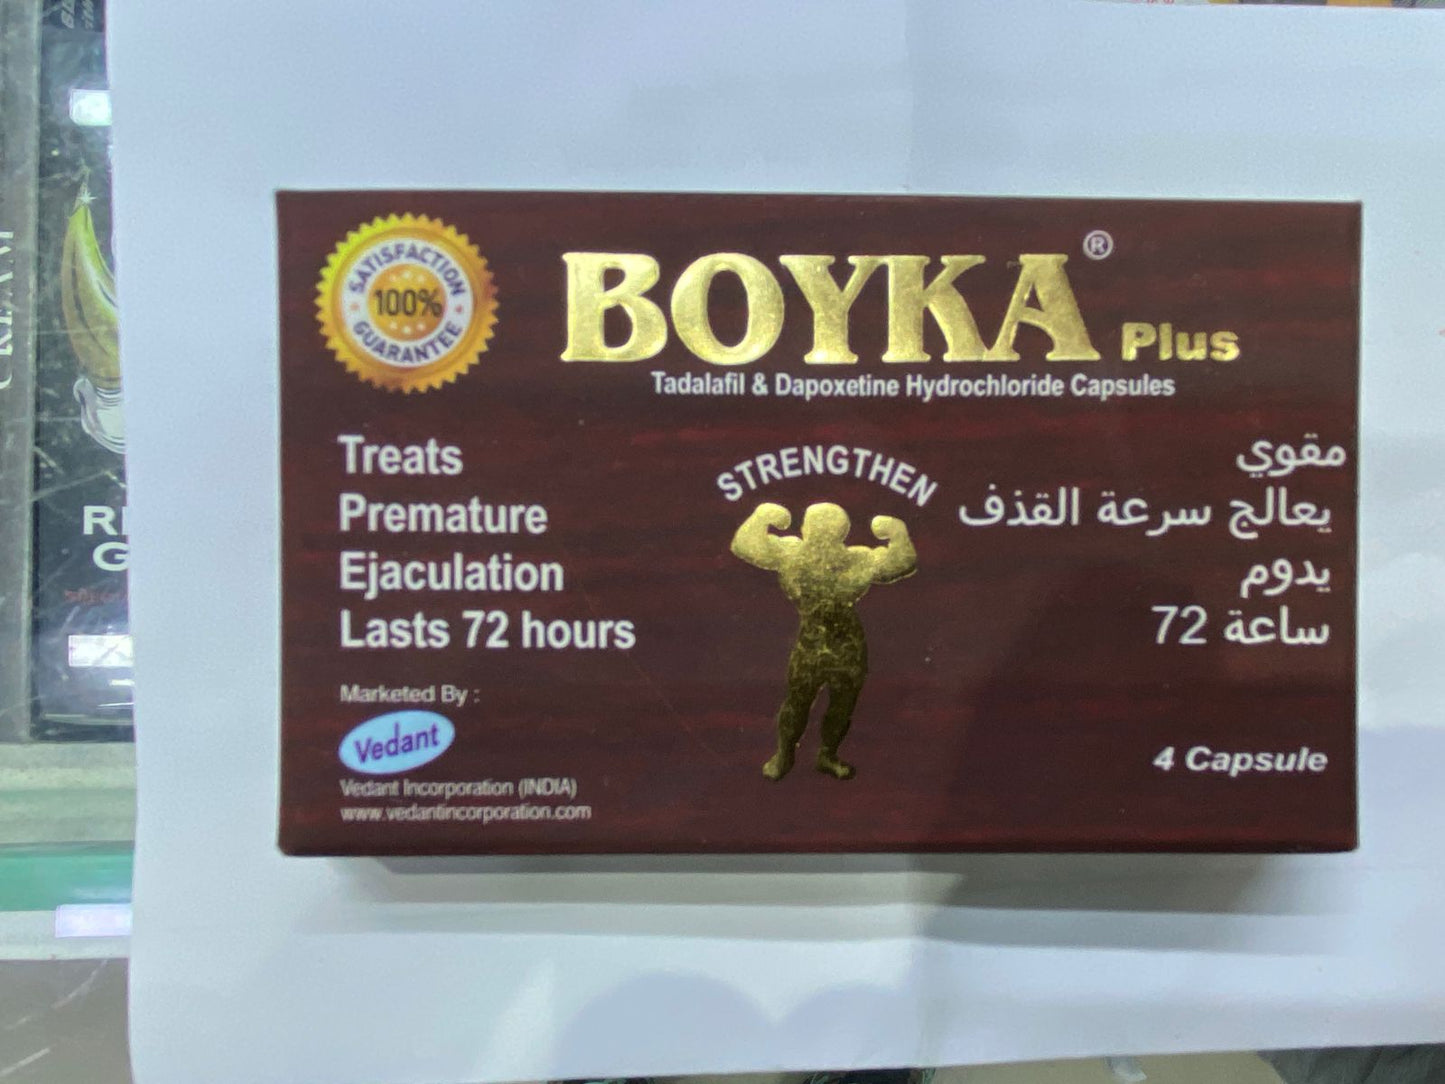 SATISFACTION
100%
GUARANTEE
BOYKA® Plus
Tadalafil & Dapoxetine Hydrochloride Capsules
Treats
Premature
Ejaculation
Lasts 72 hours
STRENGTHEN
مقوي
يعالج سرعة القذف
يدوم
72 ساعة
Marketed By :
Vedant
Vedant Incorporation (INDIA)
www.vedantincorporation.com
4 Capsule
CREAM